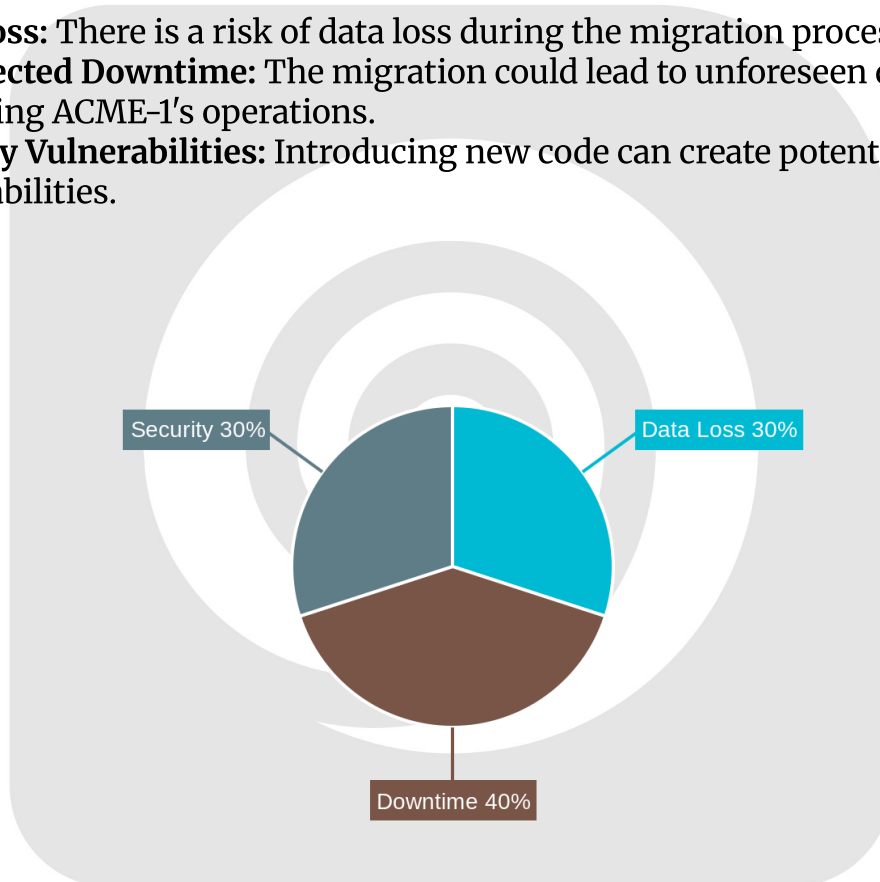 oss: There is a risk of data loss during the migration proces
ected Downtime: The migration could lead to unforeseen
ing ACME-1's operations.
y Vulnerabilities: Introducing new code can create potent
abilities.
Security 30%
Data Loss 30%
Downtime 40%